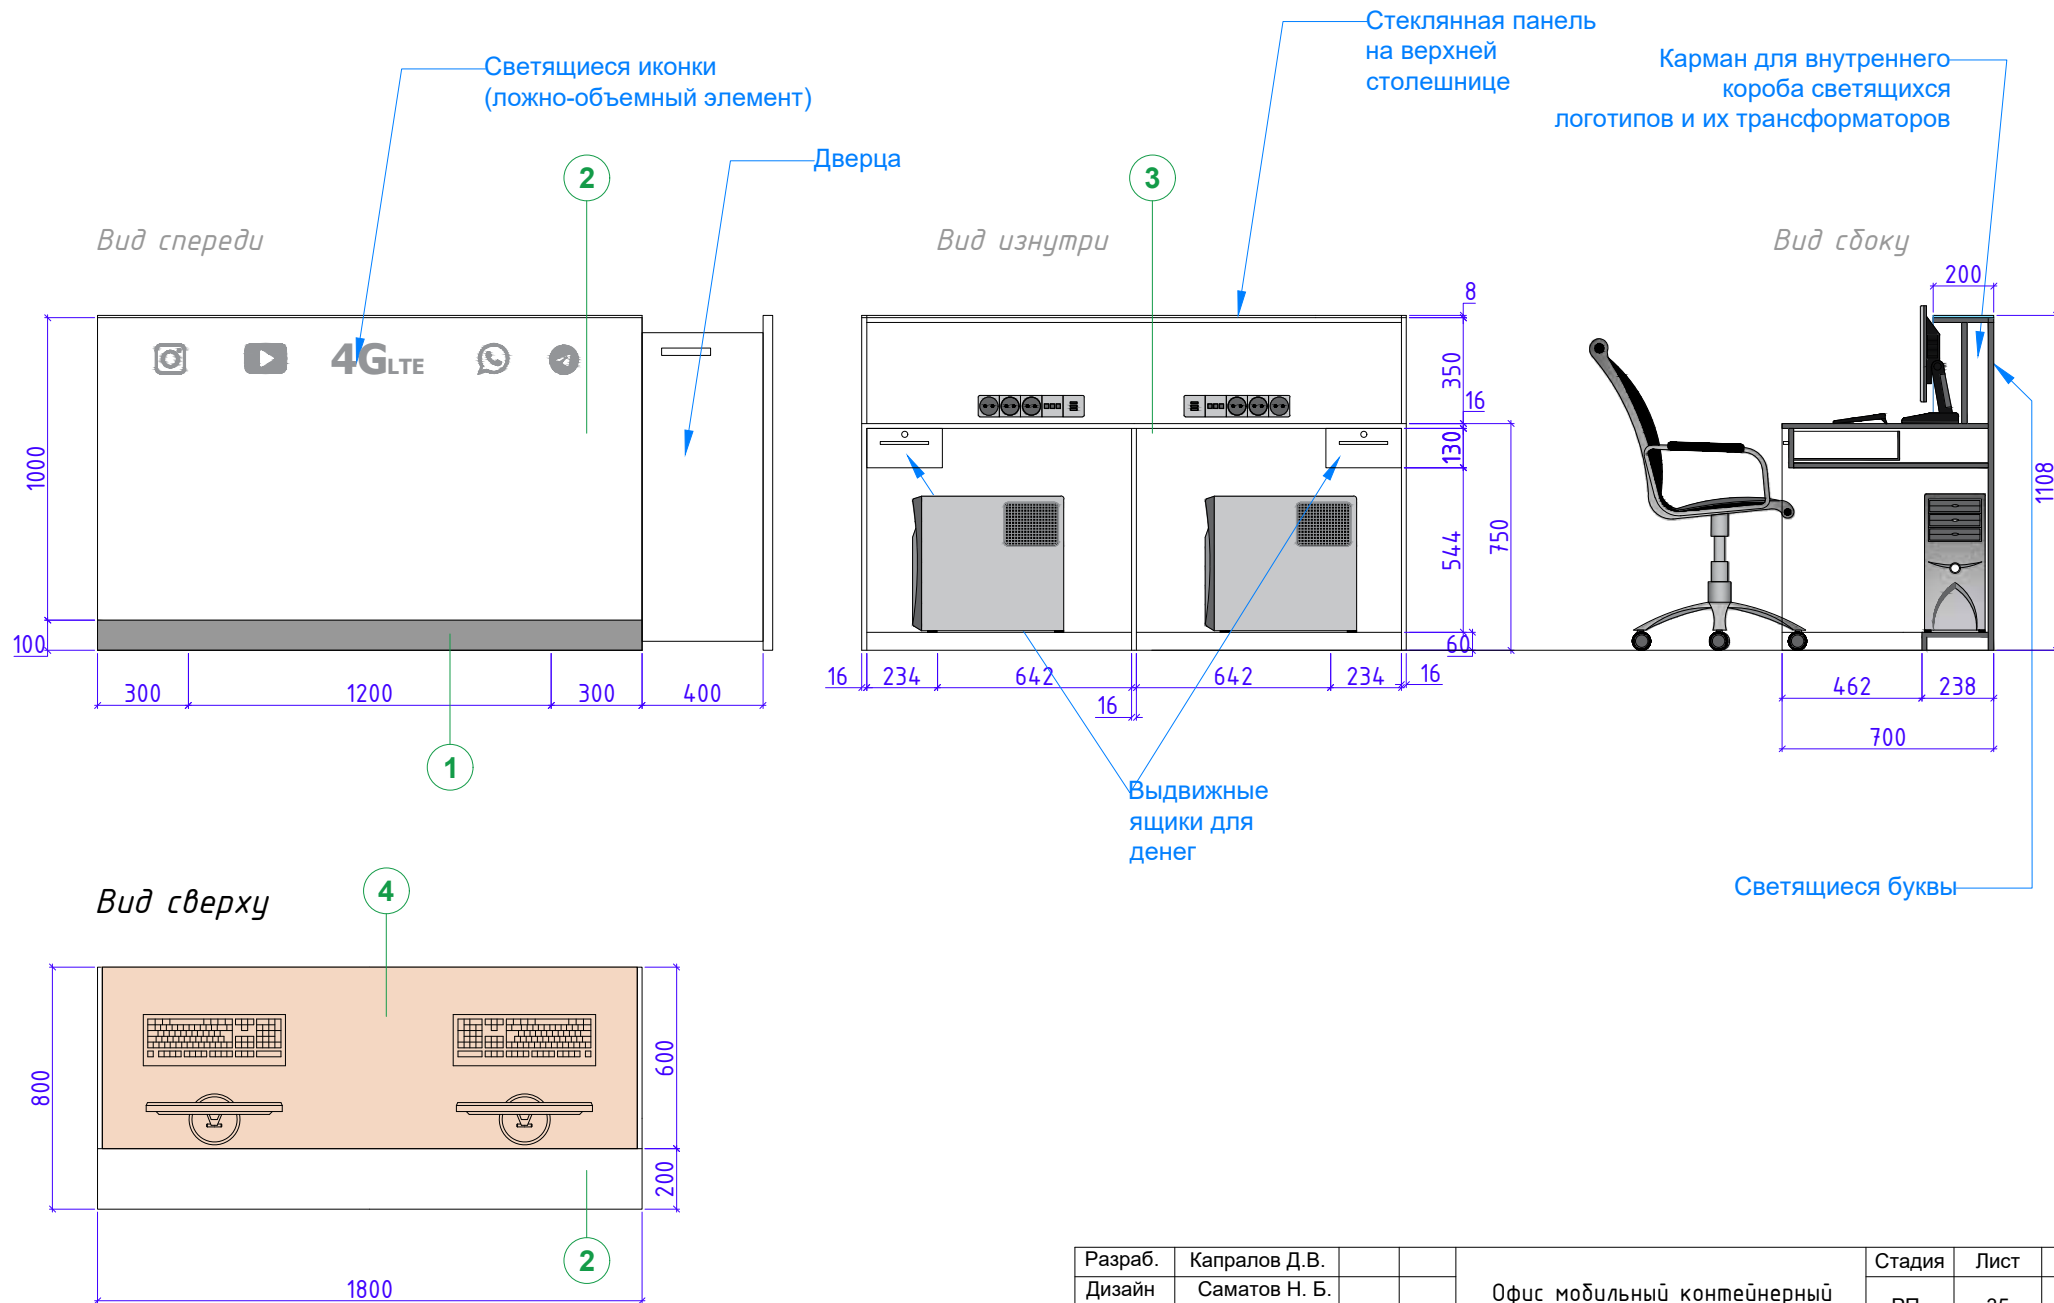 Стеклянная панель
на верхней
столешнице
Светящиеся иконки
(ложно-объемный элемент)
Карман для внутреннего
короба светящихся
логотипов и их трансформаторов
Дверца
2
3
Вид спереди
Вид изнутри
Вид сбоку
4GLTE
1000
100
300
1200
300
400
1
8
350
16
130
544
750
60
16
234
642
642
234
16
16
Выдвижные
ящики для
денег
200
1108
462
238
700
Светящиеся буквы
Вид сверху
4
800
600
200
2
1800
Разраб.
Капралов Д.В.
Дизайн
Саматов Н. Б.
Офис мобильный контейнерный
Стадия
Лист